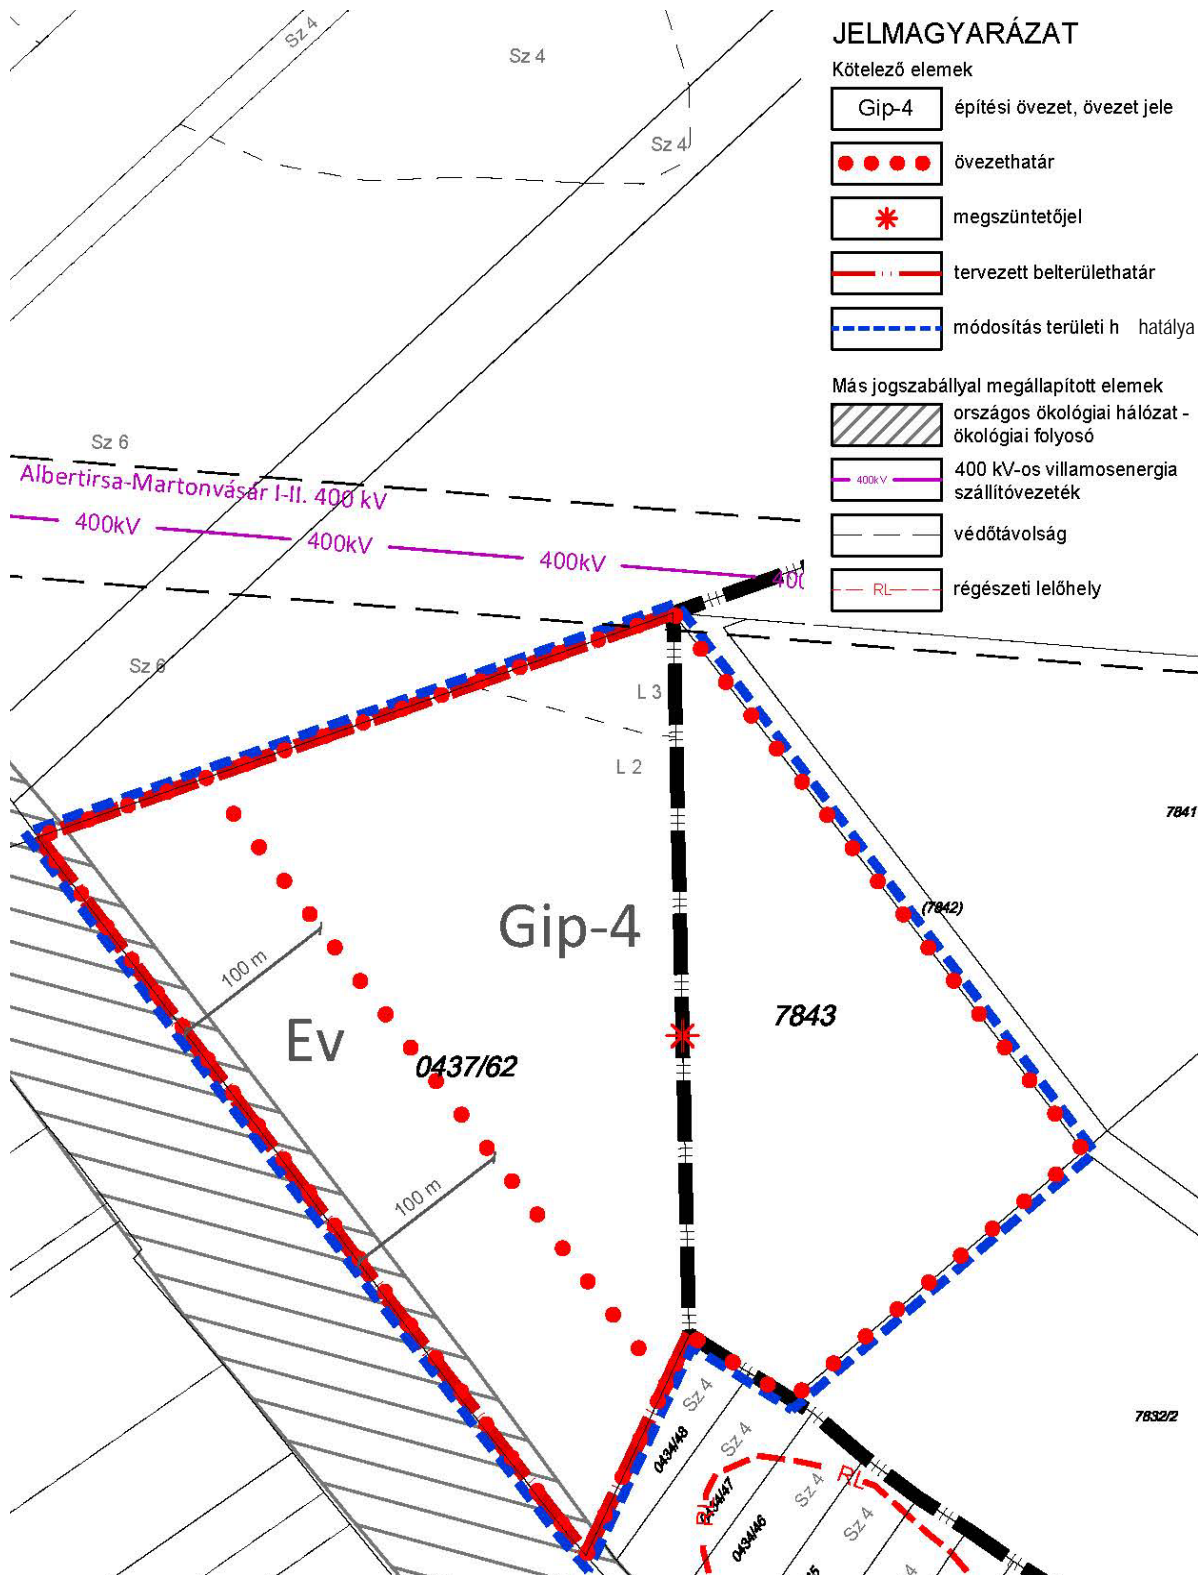 JELMAGYARÁZAT
Kötelező elemek
Gip-4 építési övezet, övezet jele
övezethatár
megszüntetőjel
tervezett belterülethatár
módosítás területi h hatálya
Más jogszabállyal megállapított elemek
országos ökológiai hálózat -
ökológiai folyosó
400kV 400 kV-os villamosenergia
szállítóvezeték
védőtávolság
RL régészeti lelőhely
Sz 4
Sz 4
Sz 4
Sz 6
Albertirsa-Martonvásár I-II. 400 kV
400kV
400kV
400kV
Sz 6
L 3
L 2
7841
(7842)
Gip-4
100 m
7843
Ev
0437/62
100 m
Sz 4
0434/48
Sz 4
7832/2
0434/47
Sz 4
RL
0434/46
Sz 4